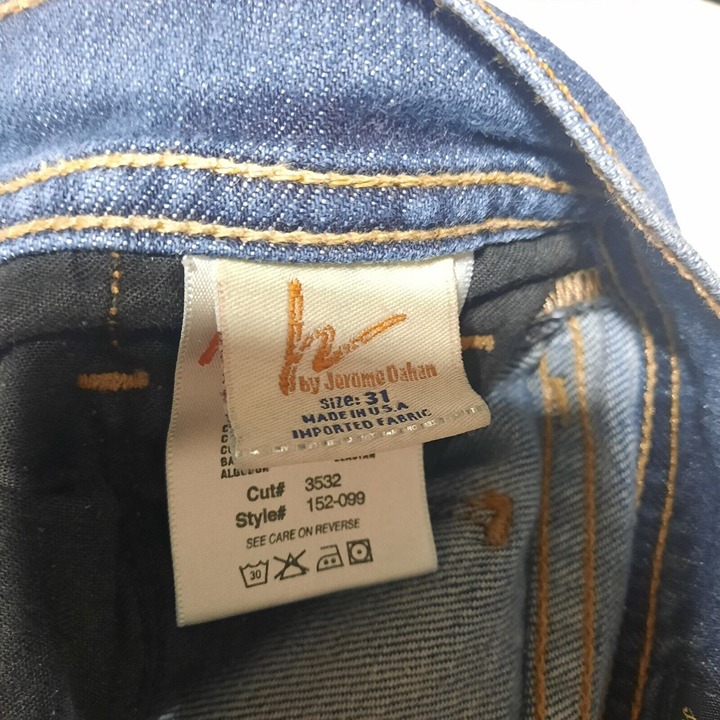 by Jerome Dahan
Size: 31
MADE IN U.S.A
IMPORTED FABRIC
Cut# 3532
Style# 152-099
SEE CARE ON REVERSE
30